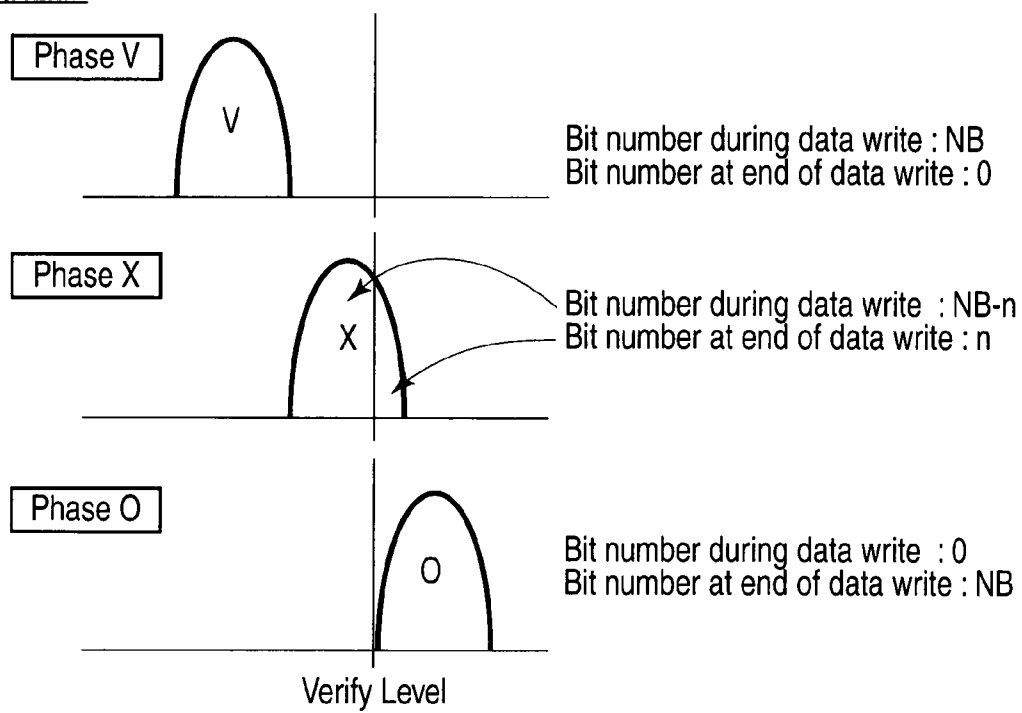 Phase V
V
Bit number during data write : NB
Bit number at end of data write : 0
Phase X
X
Bit number during data write : NB-n
Bit number at end of data write : n
Phase O
O
Bit number during data write : 0
Bit number at end of data write : NB
Verify Level